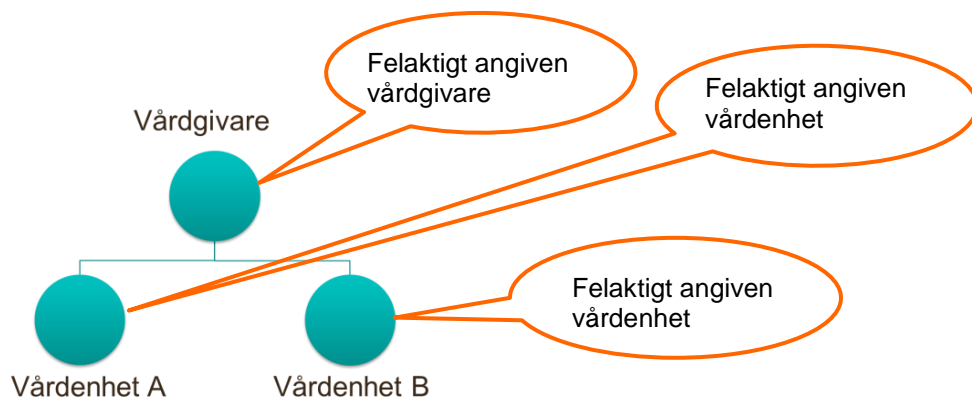 Felaktigt angiven
vårdgivare
Felaktigt angiven
vårdenhet
Vårdgivare
Felaktigt angiven
vårdenhet
Vårdenhet A
Vårdenhet B